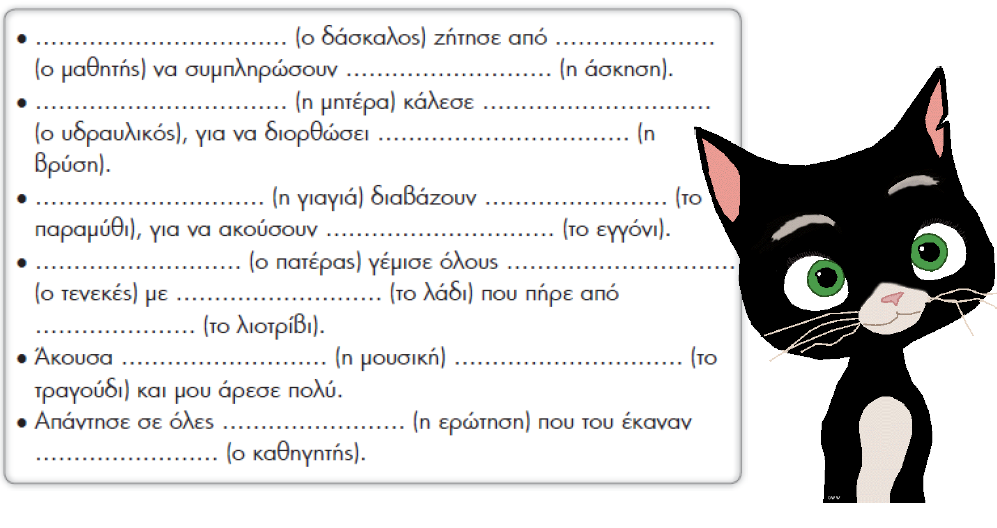 • ................................. (ο δάσκαλος) ζήτησε από .....................
(ο μαθητής) να συμπληρώσουν ........................... (η άσκηση).
• ................................. (η μητέρα) κάλεσε ..............................
(ο υδραυλικός), για να διορθώσει ................................. (η
βρύση).
• .............................. (η γιαγιά) διαβάζουν ........................ (το
παραμύθι), για να ακούσουν .............................. (το εγγόνι).
• ........................... (ο πατέρας) γέμισε όλους ...............................
(ο τενεκές) με ........................... (το λάδι) που πήρε από
..................... (το λιοτρίβι).
• Άκουσα ........................... (η μουσική) .............................. (το
τραγούδι) και μου άρεσε πολύ.
• Απάντησε σε όλες ........................ (η ερώτηση) που του έκαναν
........................ (ο καθηγητής).